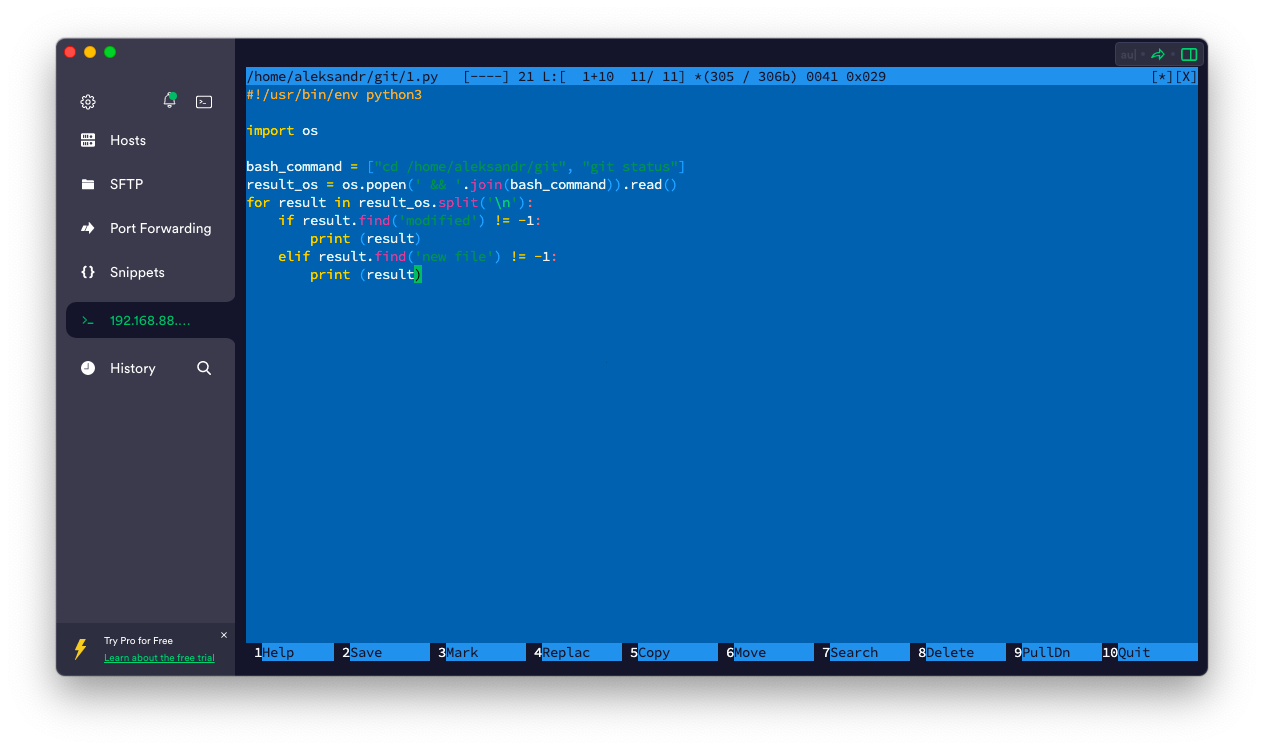 /home/aleksandr/git/1.py   [----] 21 L:[  1+10  11/ 11] *(305 / 306b) 0041 0x029 [*][X]
#!/usr/bin/env python3
import os
bash_command = ["cd /home/aleksandr/git", "git status"]
result_os = os.popen(' && '.join(bash_command)).read()
for result in result_os.split('\n'):
    if result.find('modified') != -1:
        print (result)
    elif result.find('new file') != -1:
        print (result)
1Help 2Save 3Mark 4Replac 5Copy 6Move 7Search 8Delete 9PullDn 10Quit
Hosts
SFTP
Port Forwarding
Snippets
192.168.88....
History
Try Pro for Free
Learn about the free trial